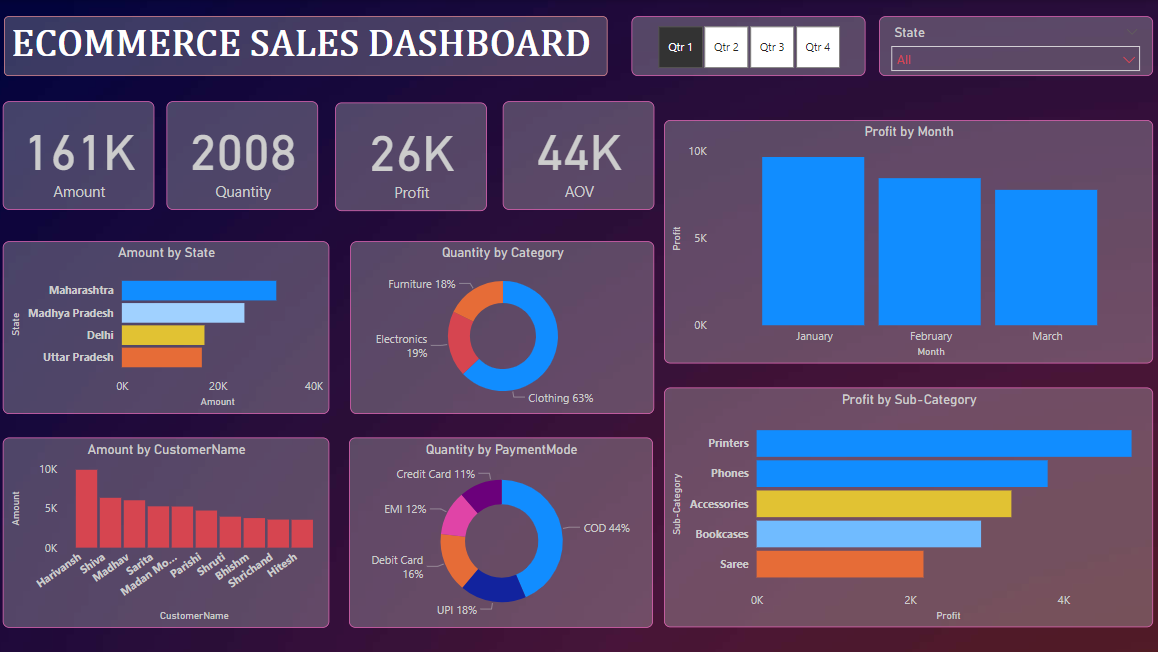 ECOMMERCE SALES DASHBOARD
Qtr 1
Qtr 2
Qtr 3
Qtr 4
State
All
161K
Amount
2008
Quantity
26K
Profit
44K
AOV
Profit by Month
Profit
10K
5K
0K
January
February
March
Month
Amount by State
State
Maharashtra
Madhya Pradesh
Delhi
Uttar Pradesh
0K
20K
40K
Amount
Quantity by Category
Furniture 18%
Electronics
19%
Clothing 63%
Profit by Sub-Category
Sub-Category
Printers
Phones
Accessories
Bookcases
Saree
0K
2K
4K
Profit
Amount by CustomerName
Amount
10K
5K
0K
Harivansh
Shiva
Madhav
Sarita
Madan Mo...
Parishi
Shruti
Bhishm
Shrichand
Hitesh
CustomerName
Quantity by PaymentMode
Credit Card 11%
EMI 12%
Debit Card
16%
UPI 18%
COD 44%